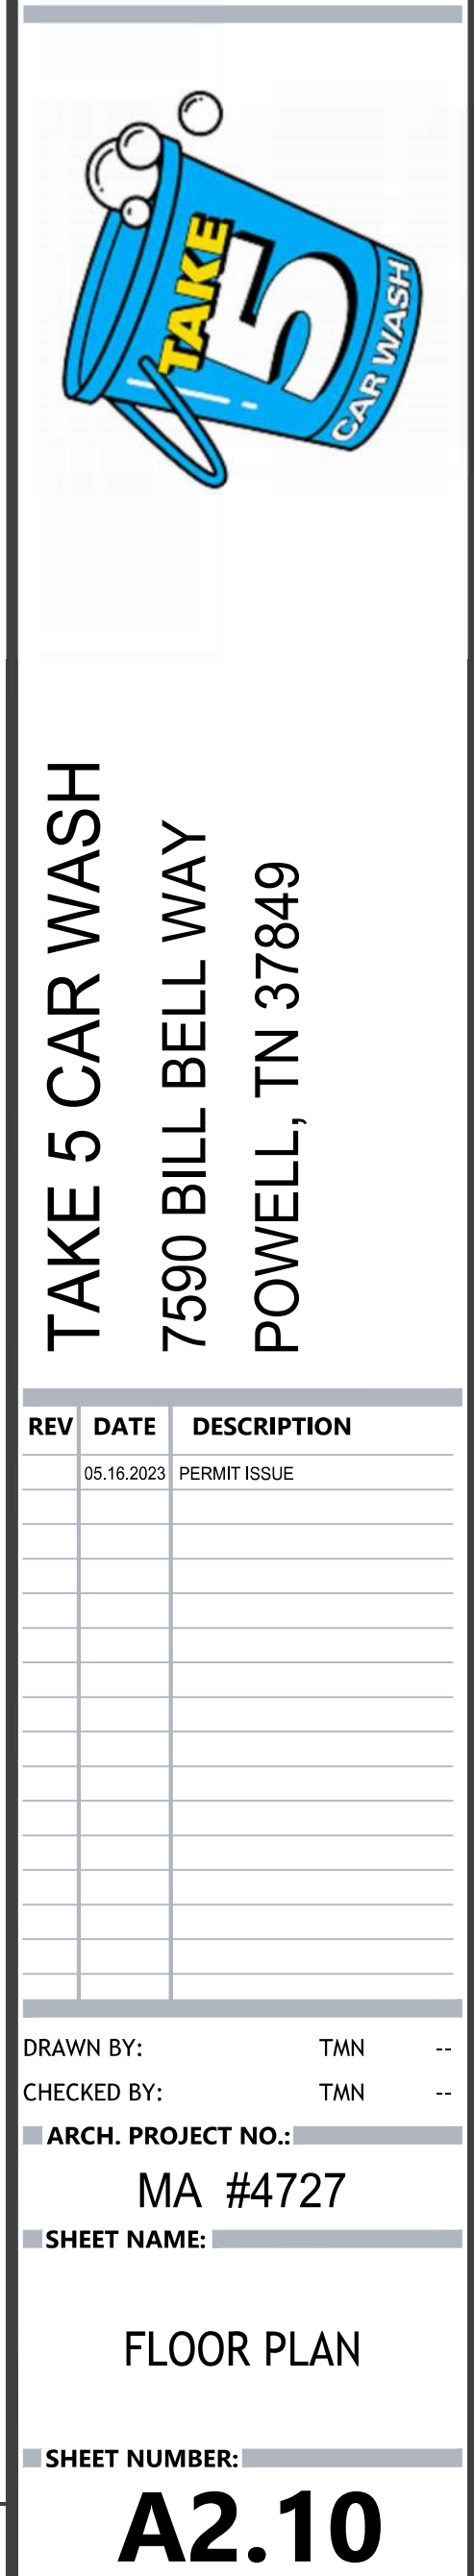 TAKE
5
CAR WASH
TAKE 5 CAR WASH
7590 BILL BELL WAY
POWELL, TN 37849
REV DATE DESCRIPTION
05.16.2023 PERMIT ISSUE
DRAWN BY: TMN --
CHECKED BY: TMN --
ARCH. PROJECT NO.:
MA #4727
SHEET NAME:
FLOOR PLAN
SHEET NUMBER:
A2.10